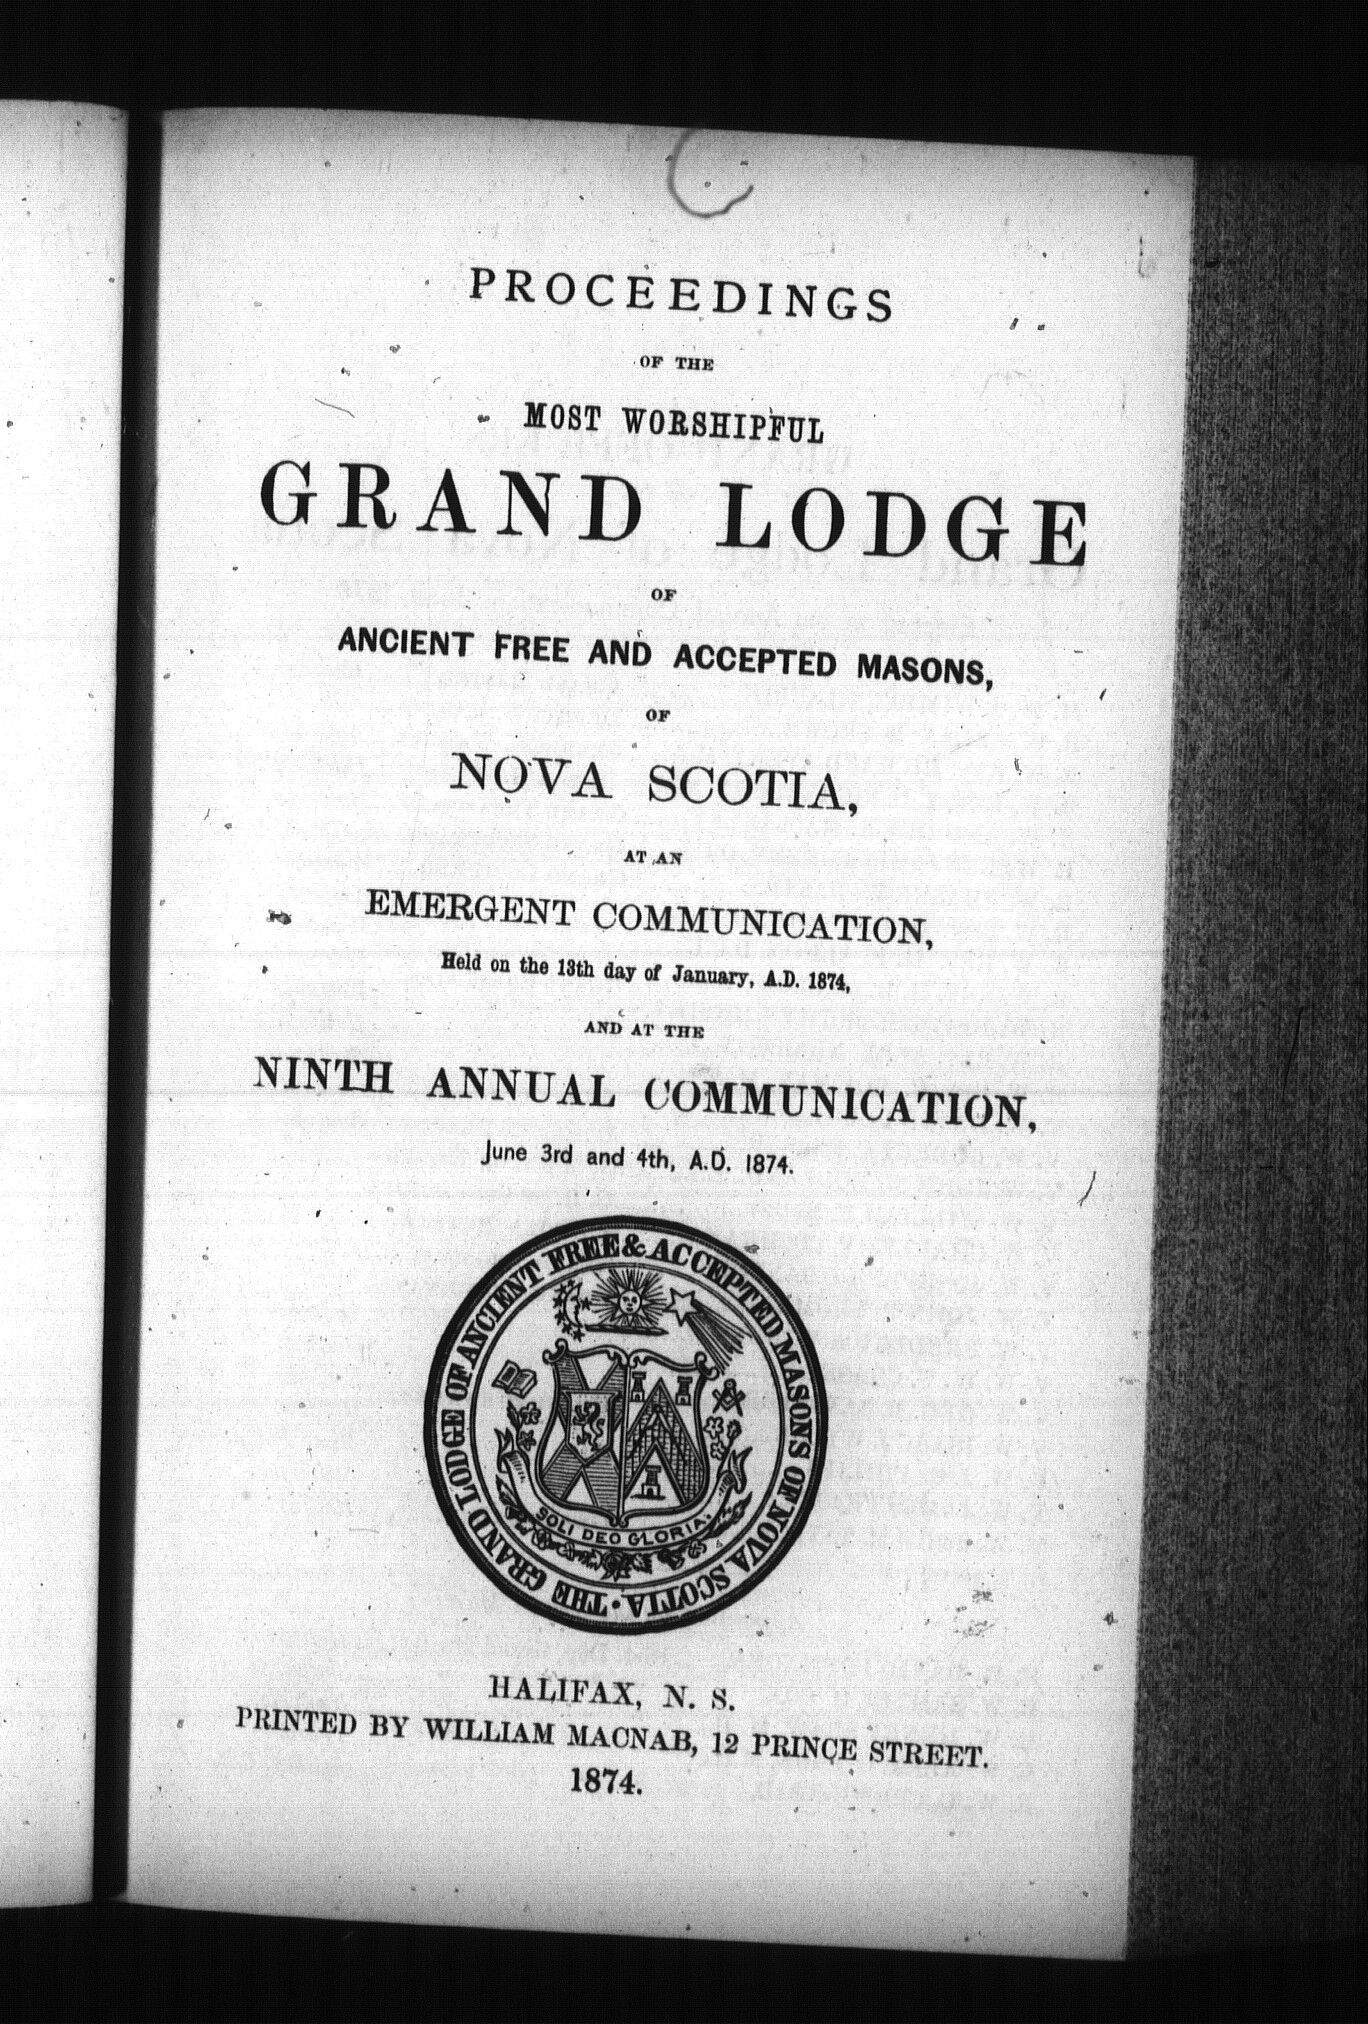 PROCEEDINGS
OF THE
MOST WORSHIPFUL
GRAND LODGE
OF
ANCIENT FREE AND ACCEPTED MASONS,
OF
NOVA SCOTIA,
AT AN
EMERGENT COMMUNICATION,
Held on the 13th day of January, A.D. 1874,
AND AT THE
NINTH ANNUAL COMMUNICATION,
June 3rd and 4th, A.D. 1874.
THE GRAND LODGE OF ANCIENT FREE & ACCEPTED MASONS OF NOVA SCOTIA.
SOLI DEO GLORIA.
HALIFAX, N. S.
PRINTED BY WILLIAM MACNAB, 12 PRINCE STREET.
1874.